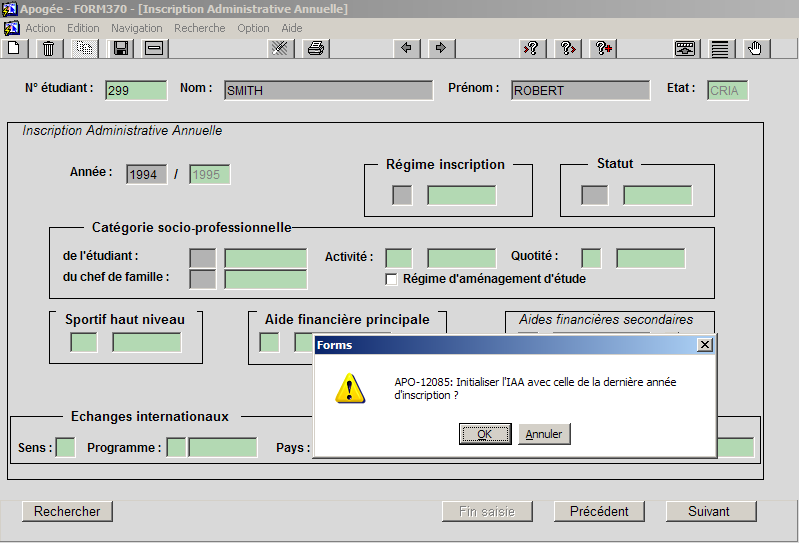 Apogée - FORM370 - [Inscription Administrative Annuelle]
Action Edition Navigation Recherche Option Aide
N° étudiant : 299 Nom : SMITH Prénom : ROBERT Etat : CRIA
Inscription Administrative Annuelle
Année : 1994 / 1995 Régime inscription Statut
Catégorie socio-professionnelle
de l'étudiant : Activité : Quotité :
du chef de famille : Régime d'aménagement d'étude
Sportif haut niveau Aide financière principale Aides financières secondaires
Forms
APO-12085: Initialiser l'IAA avec celle de la dernière année
d'inscription ?
OK Annuler
Echanges internationaux
Sens : Programme : Pays :
Rechercher Fin saisie Précédent Suivant